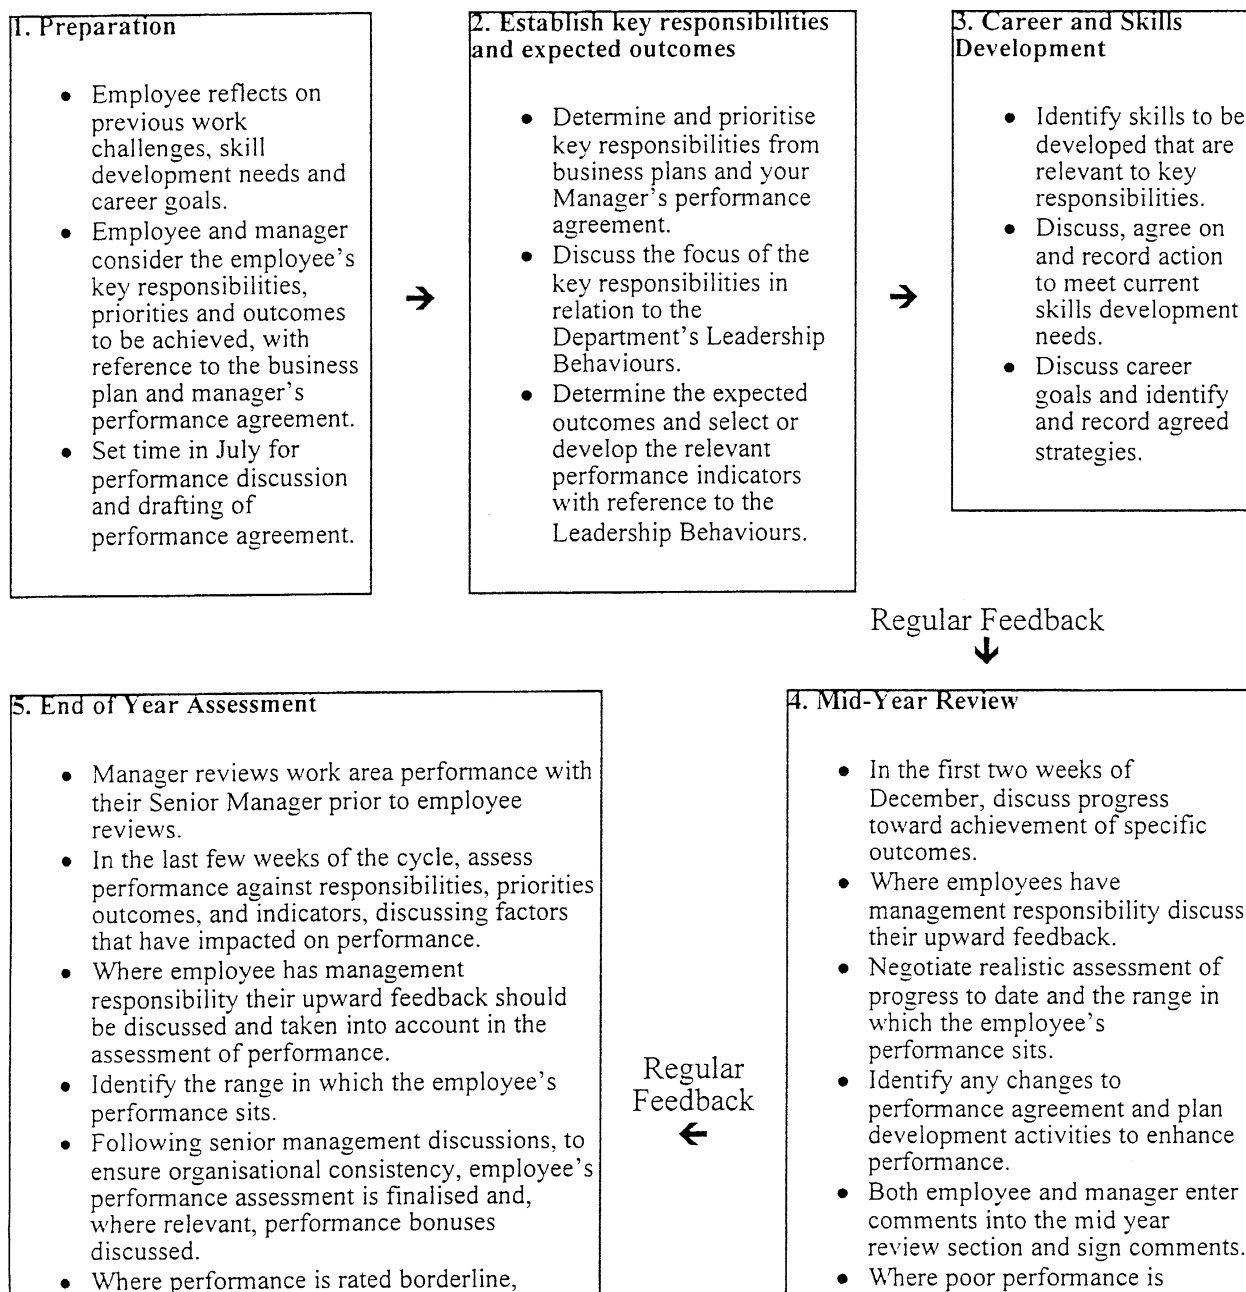 1. Preparation
• Employee reflects on
previous work
challenges, skill
development needs and
career goals.
• Employee and manager
consider the employee's
key responsibilities,
priorities and outcomes
to be achieved, with
reference to the business
plan and manager's
performance agreement.
• Set time in July for
performance discussion
and drafting of
performance agreement.
→
2. Establish key responsibilities
and expected outcomes
• Determine and prioritise
key responsibilities from
business plans and your
Manager's performance
agreement.
• Discuss the focus of the
key responsibilities in
relation to the
Department's Leadership
Behaviours.
• Determine the expected
outcomes and select or
develop the relevant
performance indicators
with reference to the
Leadership Behaviours.
→
3. Career and Skills
Development
• Identify skills to be
developed that are
relevant to key
responsibilities.
• Discuss, agree on
and record action
to meet current
skills development
needs.
• Discuss career
goals and identify
and record agreed
strategies.
Regular Feedback
↓
4. Mid-Year Review
• In the first two weeks of
December, discuss progress
toward achievement of specific
outcomes.
• Where employees have
management responsibility discuss
their upward feedback.
• Negotiate realistic assessment of
progress to date and the range in
which the employee's
performance sits.
• Identify any changes to
performance agreement and plan
development activities to enhance
performance.
• Both employee and manager enter
comments into the mid year
review section and sign comments.
• Where poor performance is
Regular
Feedback
←
5. End of Year Assessment
• Manager reviews work area performance with
their Senior Manager prior to employee
reviews.
• In the last few weeks of the cycle, assess
performance against responsibilities, priorities
outcomes, and indicators, discussing factors
that have impacted on performance.
• Where employee has management
responsibility their upward feedback should
be discussed and taken into account in the
assessment of performance.
• Identify the range in which the employee's
performance sits.
• Following senior management discussions, to
ensure organisational consistency, employee's
performance assessment is finalised and,
where relevant, performance bonuses
discussed.
• Where performance is rated borderline,